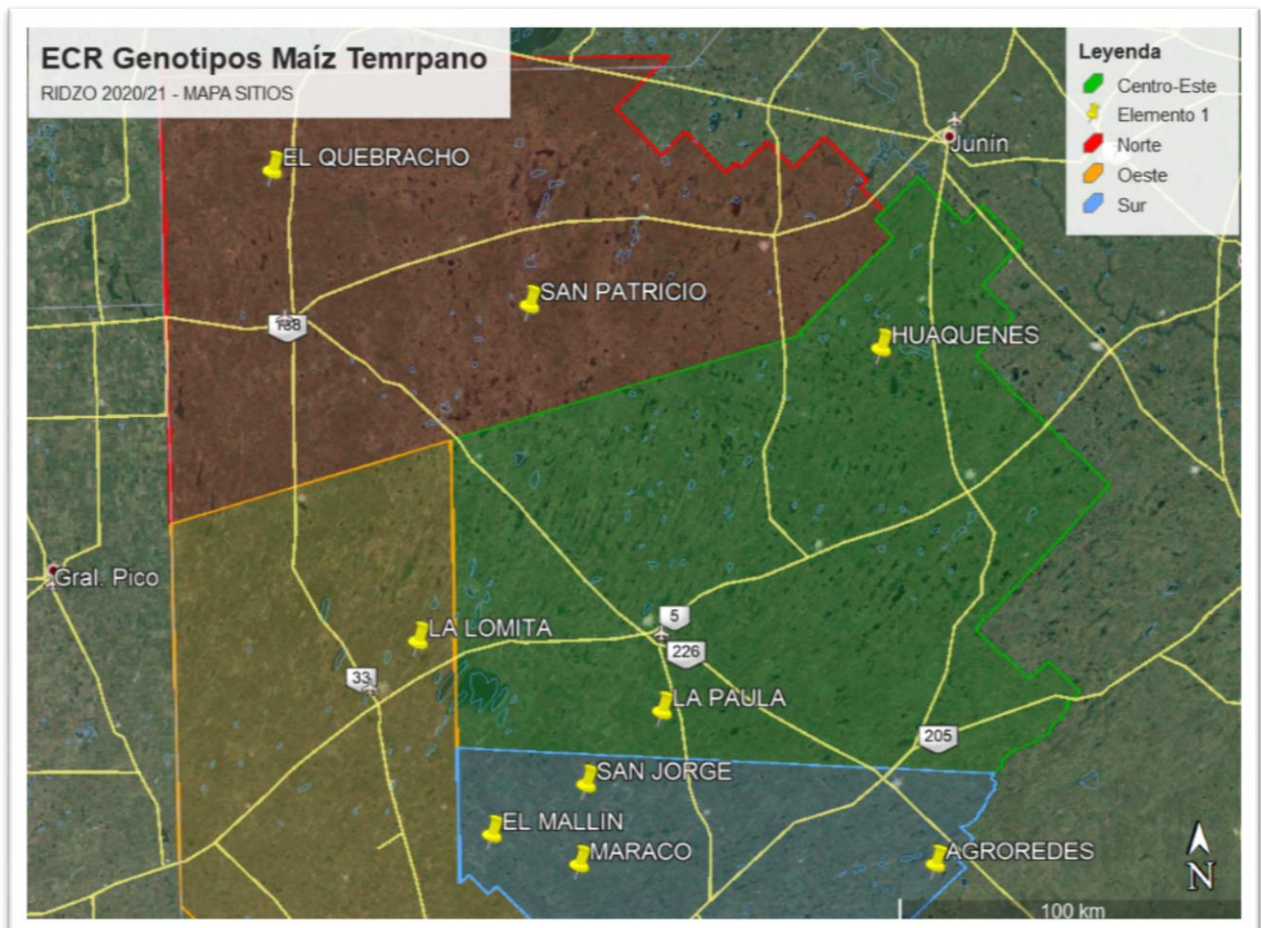 ECR Genotipos Maíz Temrpano
RIDZO 2020/21 - MAPA SITIOS
Leyenda
Centro-Este
Elemento 1
Norte
Oeste
Sur
Junín
EL QUEBRACHO
SAN PATRICIO
188
HUAQUENES
Gral. Pico
LA LOMITA
5
226
33
LA PAULA
205
SAN JORGE
EL MALLIN
MARACO
AGROREDES
N
100 km